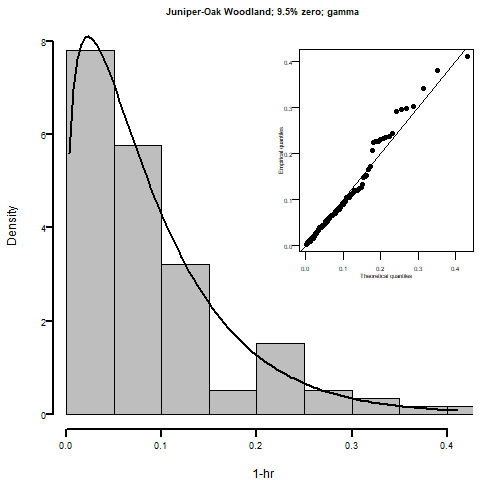 Juniper-Oak Woodland; 9.5% zero; gamma
Density
0
2
4
6
8
0.0 0.1 0.2 0.3 0.4
1-hr
Empirical quantiles
0.0
0.1
0.2
0.3
0.4
0.0 0.1 0.2 0.3 0.4
Theoretical quantiles